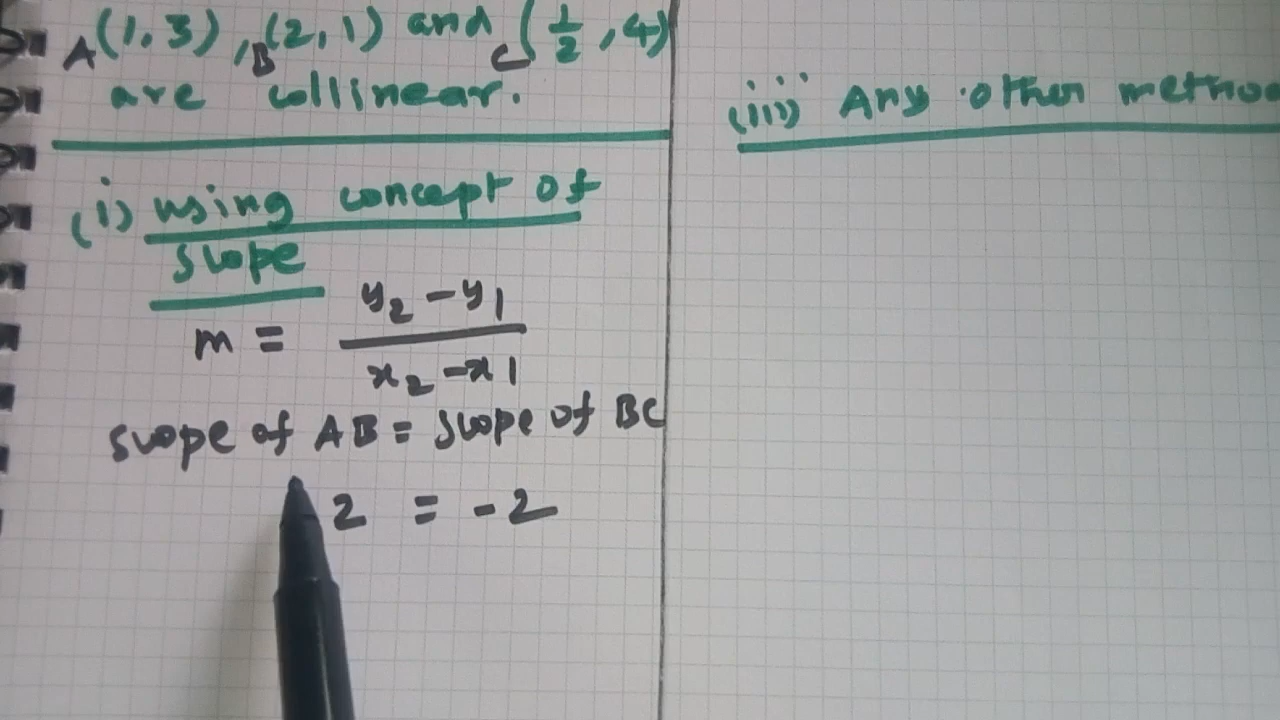 A(1,3), B(2,1) and C(1/2,4)
are collinear.
(i) using concept of
slope
m = y₂-y₁
x₂-x₁
slope of AB = slope of BC
2 = -2
(iii) Any other